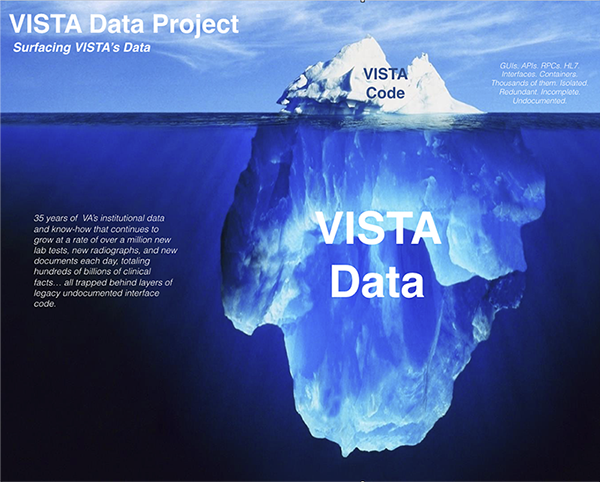 VISTA Data Project
Surfacing VISTA's Data
VISTA
Code
GUIs. APIs. RPCs. HL7.
Interfaces. Containers.
Thousands of them. Isolated.
Redundant. Incomplete.
Undocumented.
35 years of VA's institutional data
and know-how that continues to
grow at a rate of over a million new
lab tests, new radiographs, and new
documents each day, totaling
hundreds of billions of clinical
facts… all trapped behind layers of
legacy undocumented interface
code.
VISTA
Data